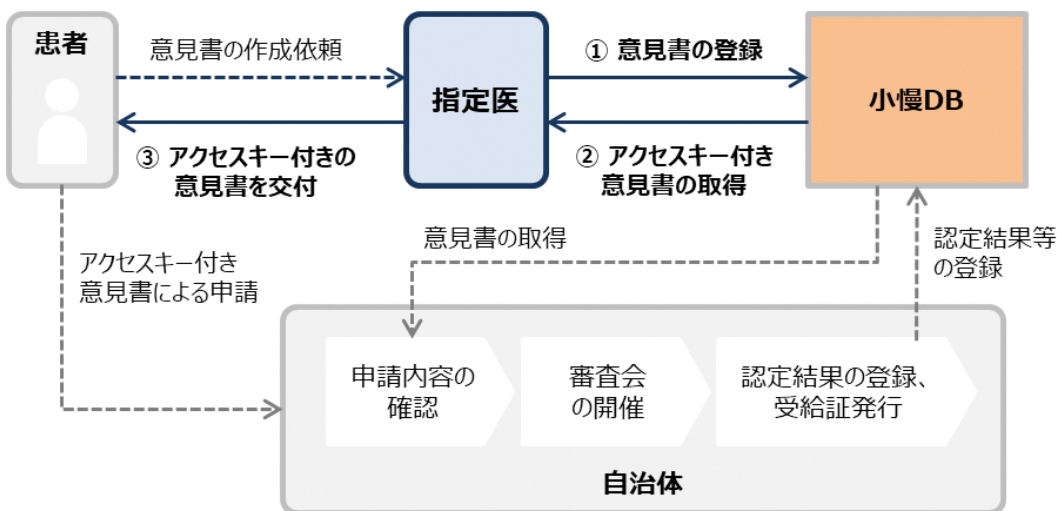 患者
意見書の作成依頼
指定医
① 意見書の登録
小慢DB
③ アクセスキー付きの
意見書を交付
② アクセスキー付き
意見書の取得
意見書の取得
認定結果等
の登録
アクセスキー付き
意見書による申請
申請内容の
確認
審査会
の開催
認定結果の登録、
受給証発行
自治体